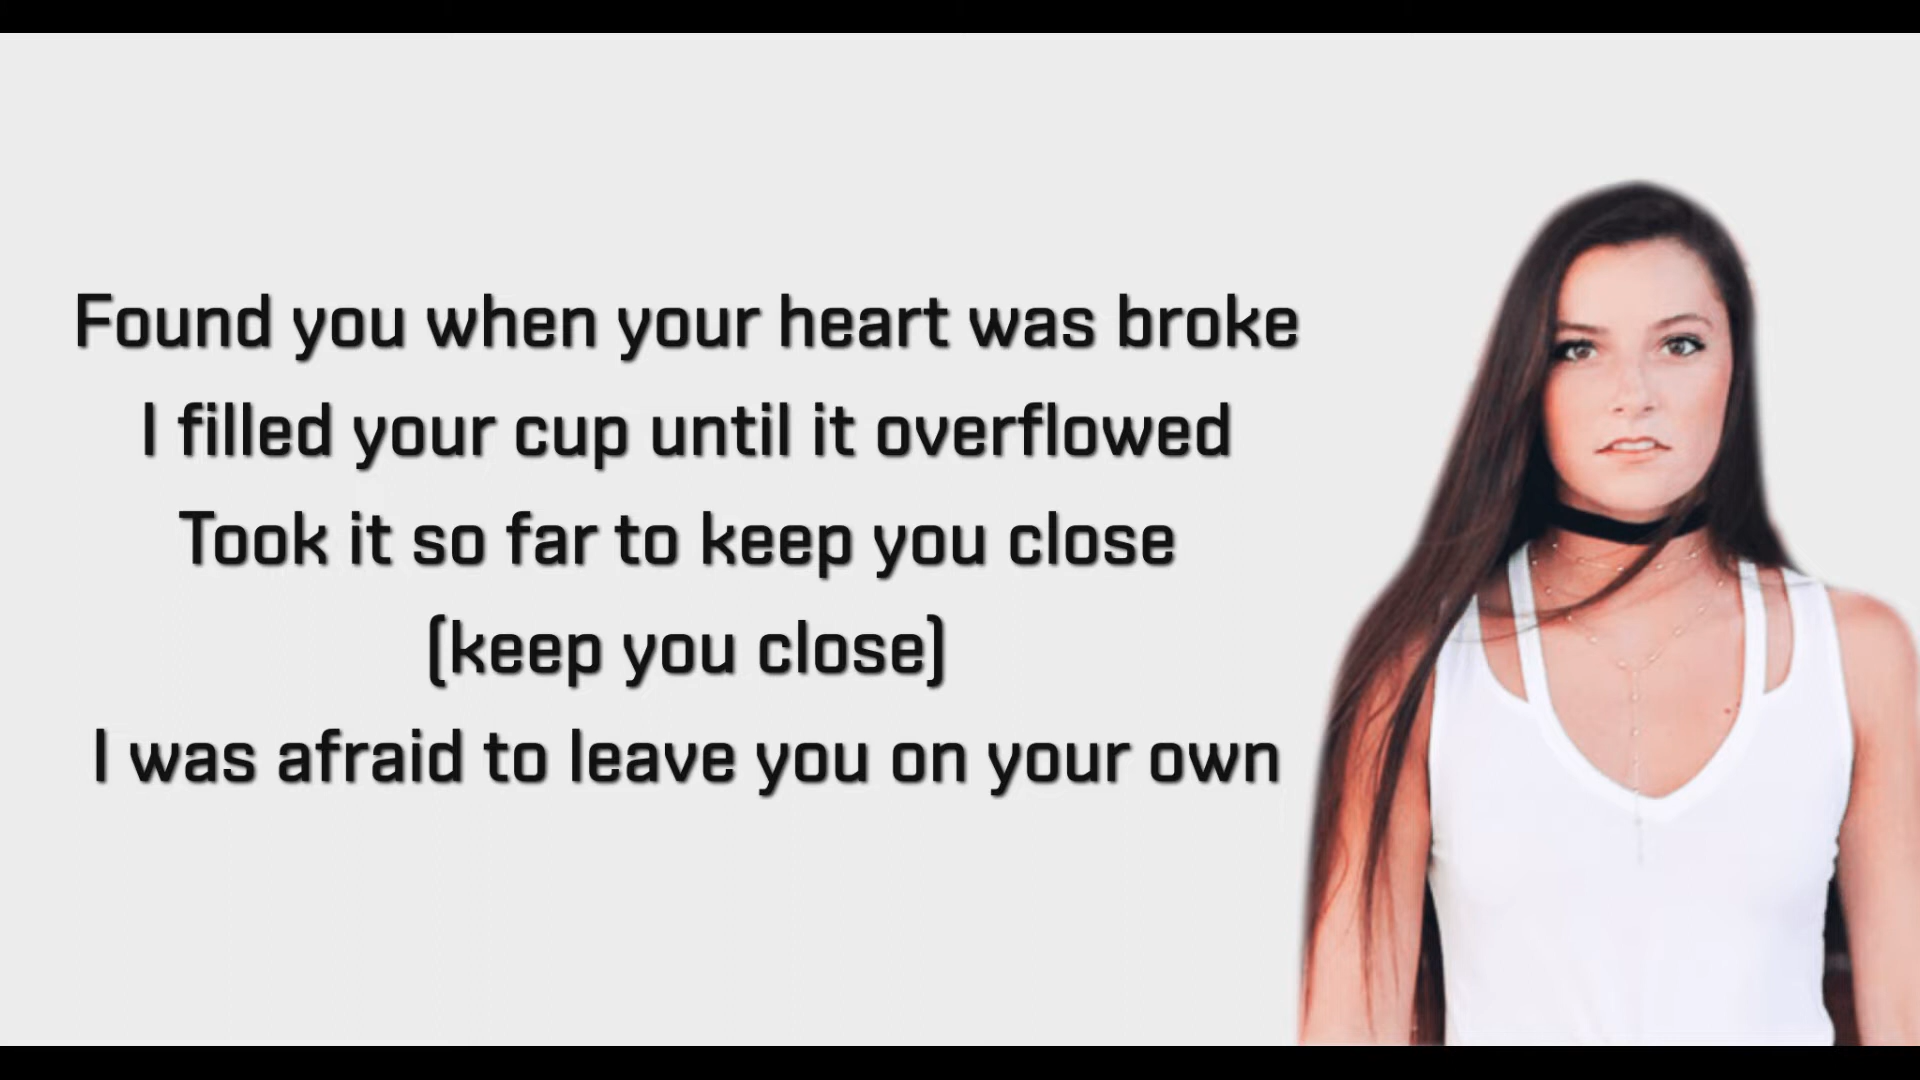 Found you when your heart was broke
I filled your cup until it overflowed
Took it so far to keep you close
(keep you close)
I was afraid to leave you on your own